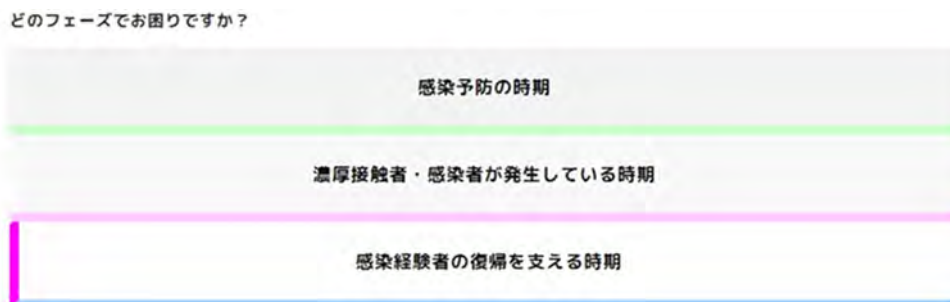 どのフェーズでお困りですか？
感染予防の時期
濃厚接触者・感染者が発生している時期
感染経験者の復帰を支える時期